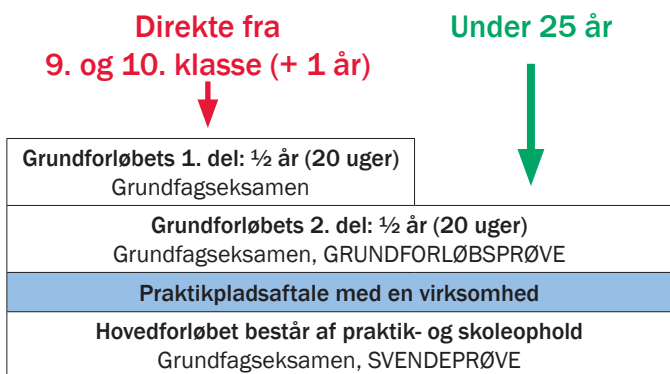 Direkte fra
9. og 10. klasse (+ 1 år)
Under 25 år
Grundforløbets 1. del: ½ år (20 uger)
Grundfagseksamen
Grundforløbets 2. del: ½ år (20 uger)
Grundfagseksamen, GRUNDFORLØBSPRØVE
Praktikpladsaftale med en virksomhed
Hovedforløbet består af praktik- og skoleophold
Grundfagseksamen, SVENDEPRØVE